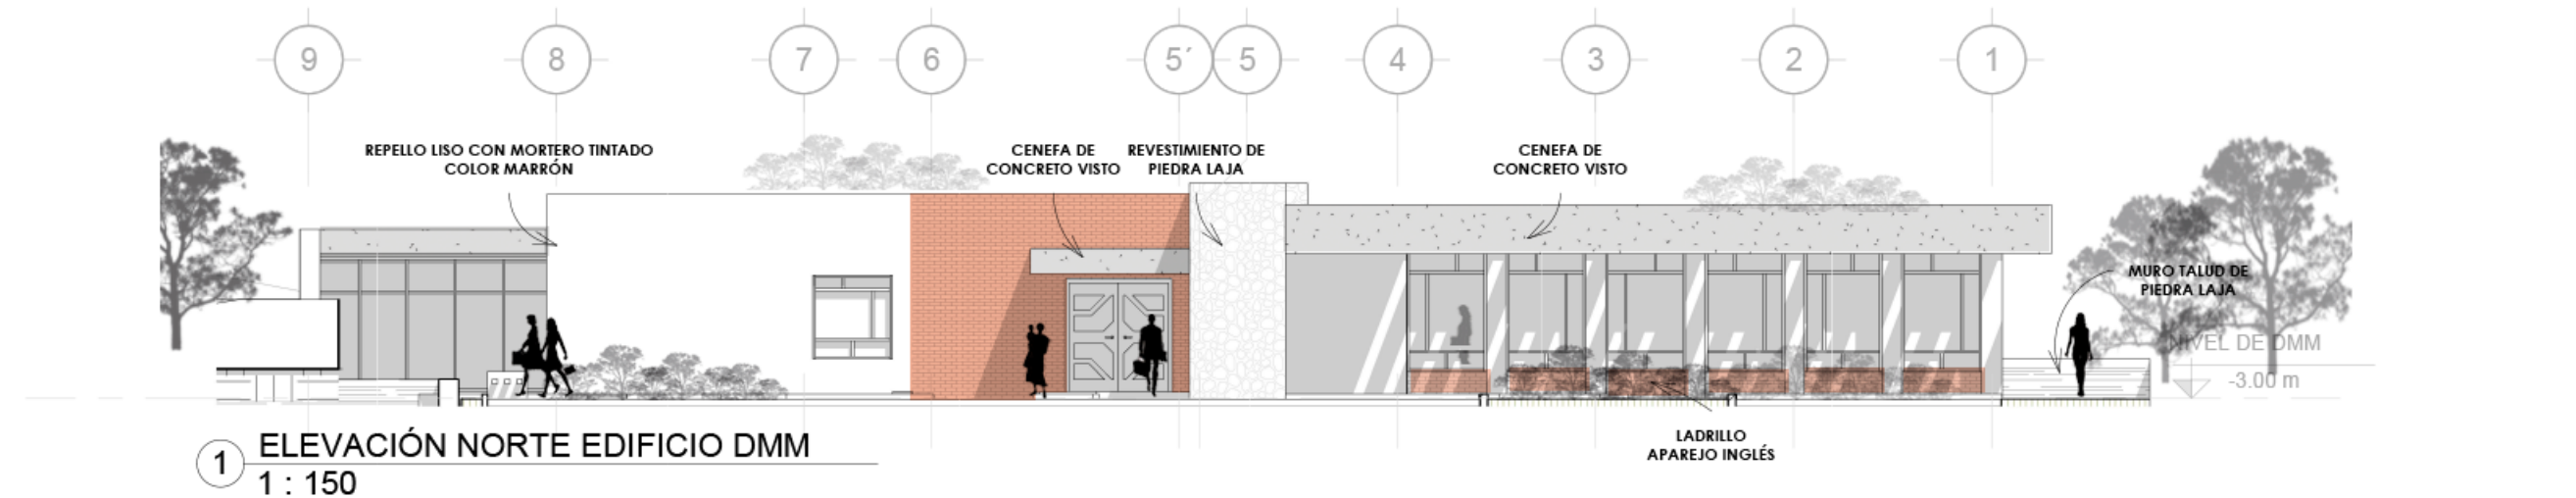 9 8 7 6 5´ 5 4 3 2 1
REPELLO LISO CON MORTERO TINTADO
COLOR MARRÓN
CENEFA DE
CONCRETO VISTO
REVESTIMIENTO DE
PIEDRA LAJA
CENEFA DE
CONCRETO VISTO
MURO TALUD DE
PIEDRA LAJA
NIVEL DE DMM
-3.00 m
LADRILLO
APAREJO INGLÉS
1 ELEVACIÓN NORTE EDIFICIO DMM
1 : 150